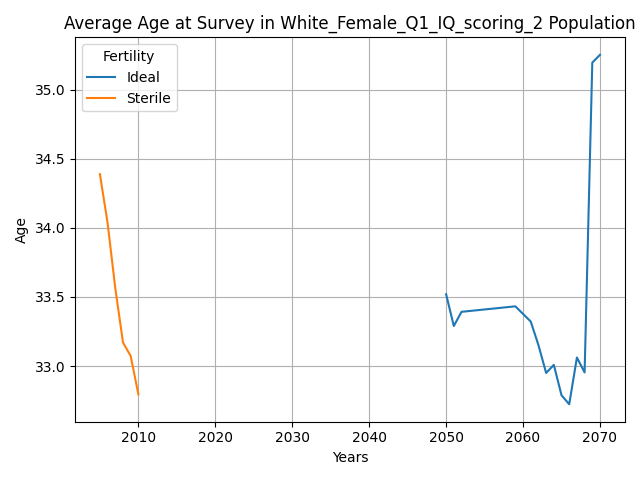 Average Age at Survey in White_Female_Q1_IQ_scoring_2 Population
Fertility
Ideal
Sterile
35.0
34.5
34.0
33.5
33.0
Age
2010 2020 2030 2040 2050 2060 2070
Years